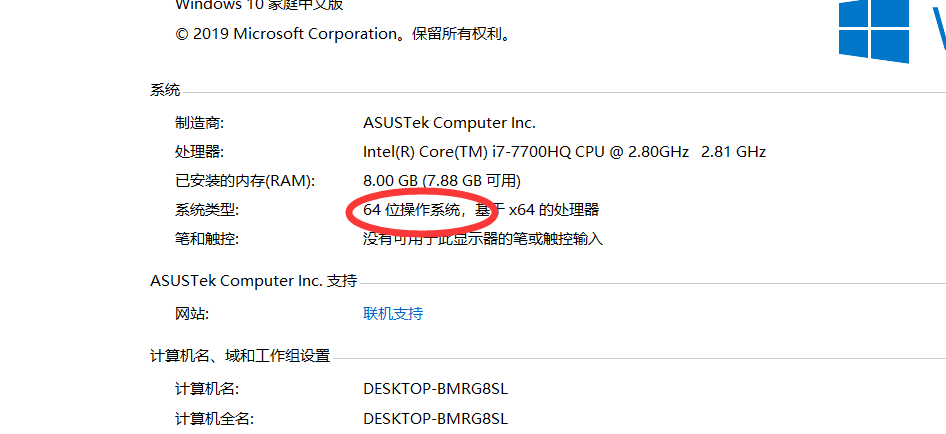 Windows 10 家庭中文版
© 2019 Microsoft Corporation。保留所有权利。
系统
制造商: ASUSTek Computer Inc.
处理器: Intel(R) Core(TM) i7-7700HQ CPU @ 2.80GHz 2.81 GHz
已安装的内存(RAM): 8.00 GB (7.88 GB 可用)
系统类型: 64 位操作系统, 基于 x64 的处理器
笔和触控: 没有可用于此显示器的笔或触控输入
ASUSTek Computer Inc. 支持
网站: 联机支持
计算机名、域和工作组设置
计算机名: DESKTOP-BMRG8SL
计算机全名: DESKTOP-BMRG8SL